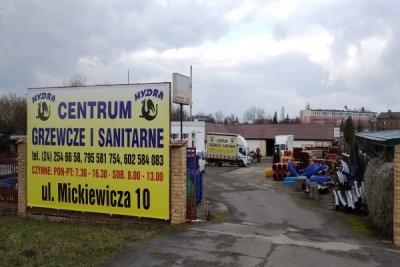 HYDRA
HYDRA
CENTRUM
GRZEWCZE I SANITARNE
tel. (24) 254 66 58, 795 581 754, 602 584 083
CZYNNE: PON-PT: 7.30 - 16.30 - SOB. 8.00 - 13.00
ul. Mickiewicza 10